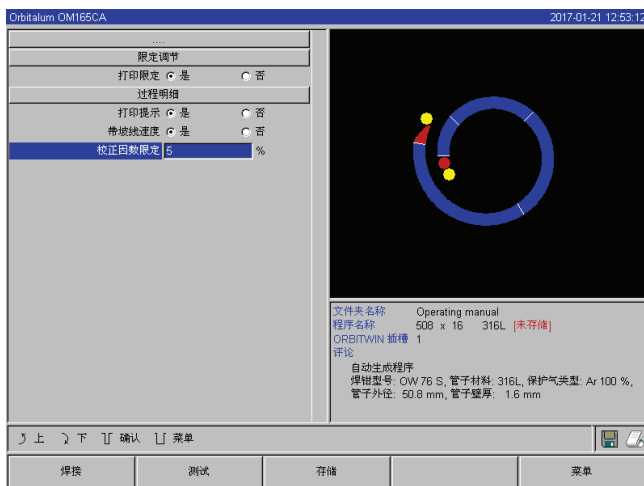 Orbitalum OM165CA 2017-01-21 12:53:12
....
限定调节
打印限定 是 否
过程明细
打印提示 是 否
带坡线速度 是 否
校正因数限定 5 %
文件夹名称 Operating manual
程序名称 508 x 16 316L [未存储]
ORBITWIN 插槽 1
评论
自动生成程序
焊钳型号: OW 76 S, 管子材料: 316L, 保护气类型: Ar 100 %,
管子外径: 50.8 mm, 管子壁厚: 1.6 mm
上 下 确认 菜单
焊接 测试 存储 菜单